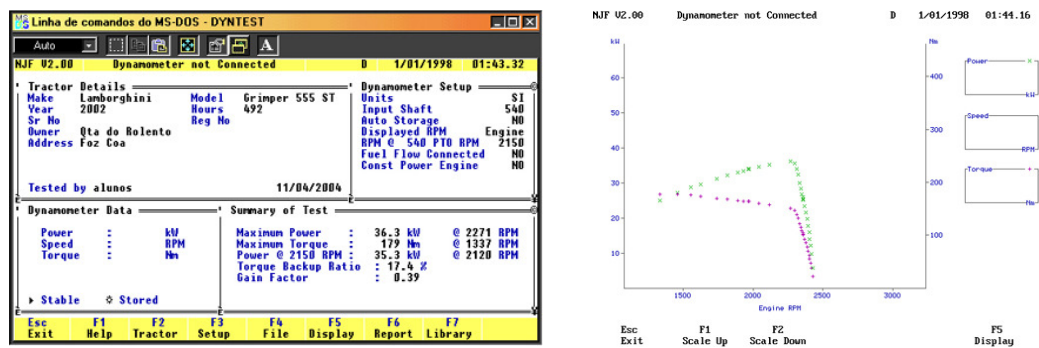 Linha de comandos do MS-DOS - DYNTEST
Auto
NJF V2.00 Dynamometer not Connected D 1/01/1998 01:43.32
Tractor Details
Make Lamborghini Model Grimper 555 ST
Year 2002 Hours 492
Sr No Reg No
Owner Qta do Rolento
Address Foz Coa
Tested by alunos 11/04/2004
Dynamometer Setup
Units SI
Input Shaft 540
Auto Storage NO
Displayed RPM Engine
RPM @ 540 PTO RPM 2150
Fuel Flow Connected NO
Const Power Engine NO
Dynamometer Data
Power : kW
Speed : RPM
Torque : Nm
Stable Stored
Summary of Test
Maximum Power : 36.3 kW @ 2271 RPM
Maximum Torque : 179 Nm @ 1337 RPM
Power @ 2150 RPM : 35.3 kW @ 2120 RPM
Torque Backup Ratio : 17.4 %
Gain Factor : 0.39
Esc F1 F2 F3 F4 F5 F6 F7
Exit Help Tractor Setup File Display Report Library
NJF V2.00 Dynamometer not Connected D 1/01/1998 01:44.16
kW
60
50
40
30
20
10
1500 2000 2500 3000
Engine RPM
Nm
400
300
200
100
Power
kW
Speed
RPM
Torque
Nm
Esc F1 F2 F5
Exit Scale Up Scale Down Display